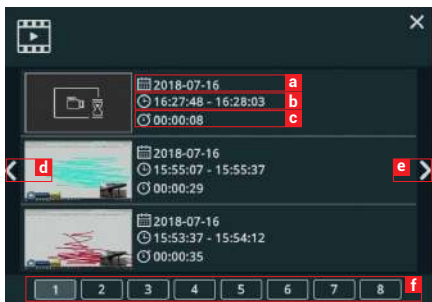 2018-07-16 a
16:27:48 - 16:28:03 b
00:00:08 c
d
2018-07-16
15:55:07 - 15:55:37
00:00:29
e
2018-07-16
15:53:37 - 15:54:12
00:00:35
1 2 3 4 5 6 7 8 f